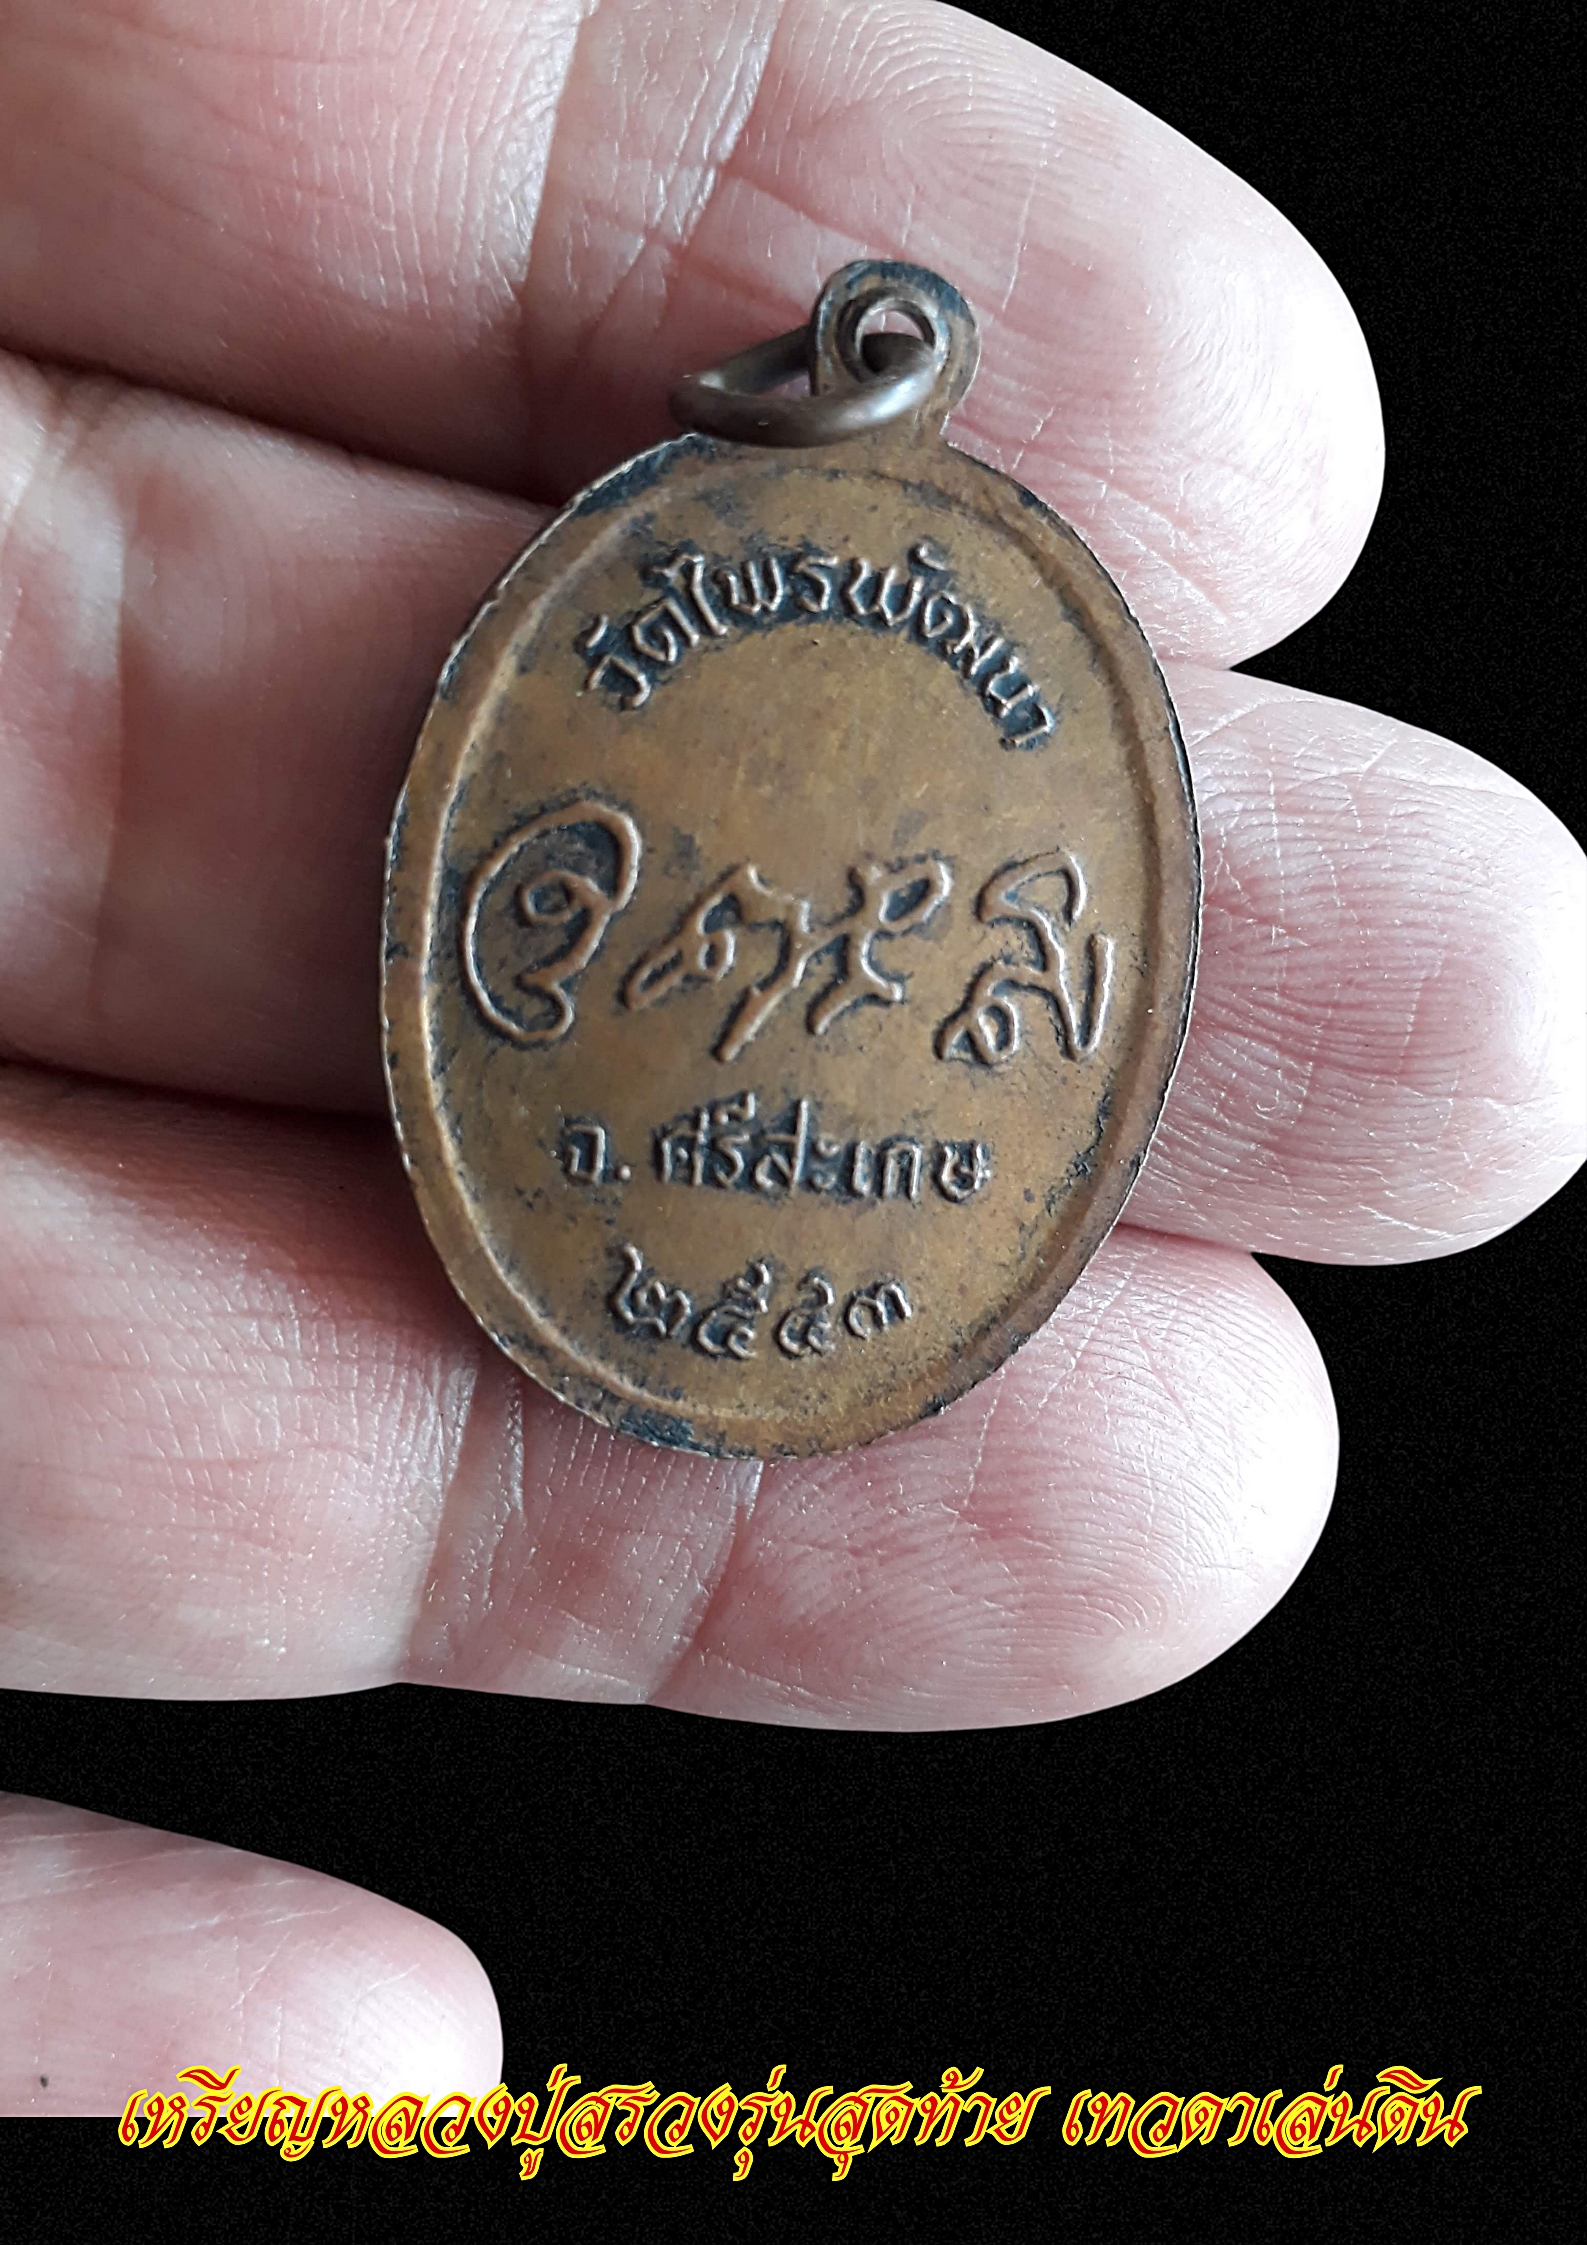 วัดไพรพัฒนา
จ. ศรีสะเกษ
๒๕๔๓
เหรียญหลวงปู่สรวงรุ่นสุดท้าย เทวดาเล่นดิน